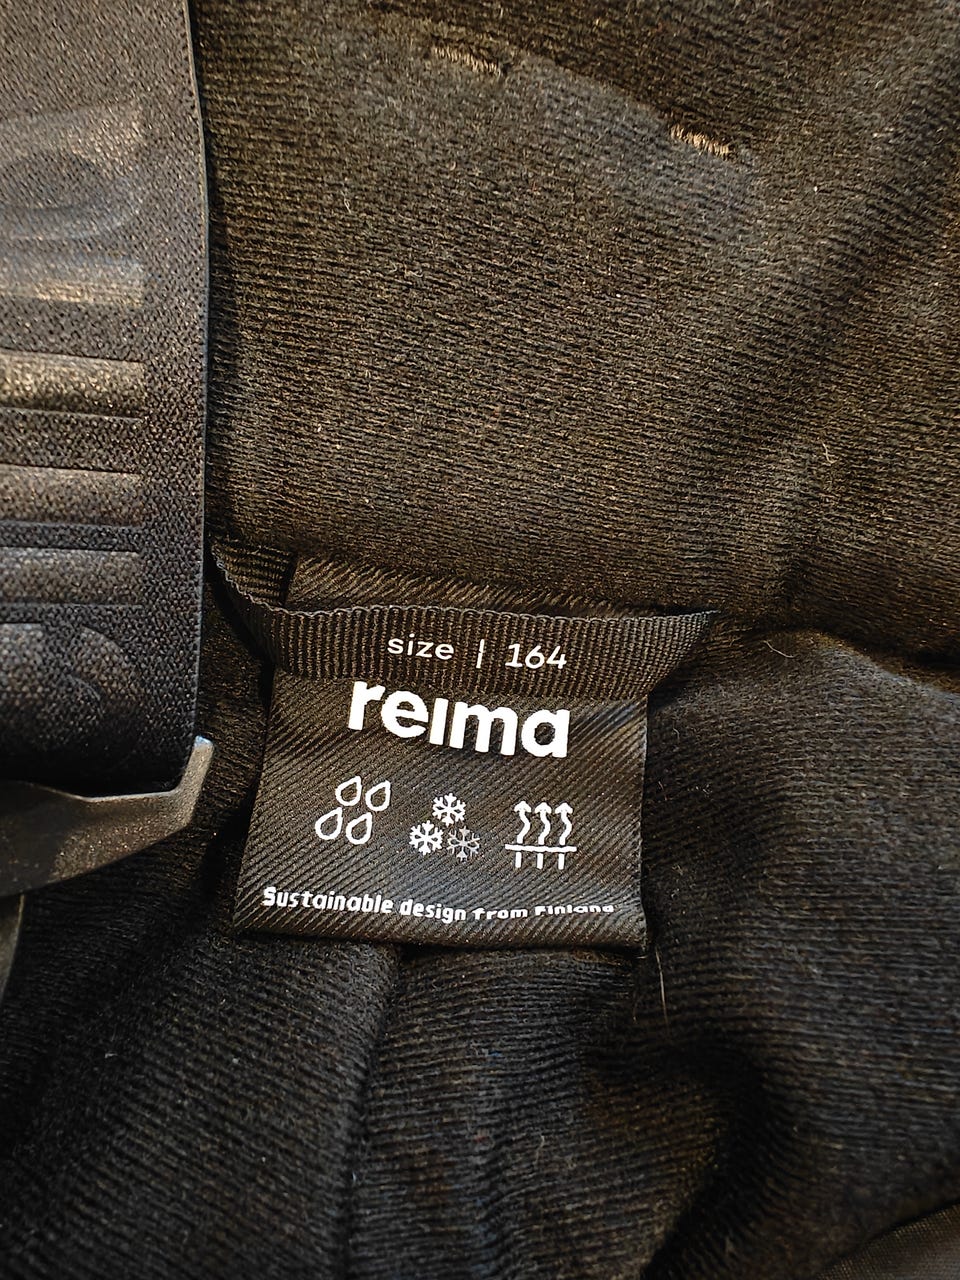 size | 164
reima
Sustainable design from Finland